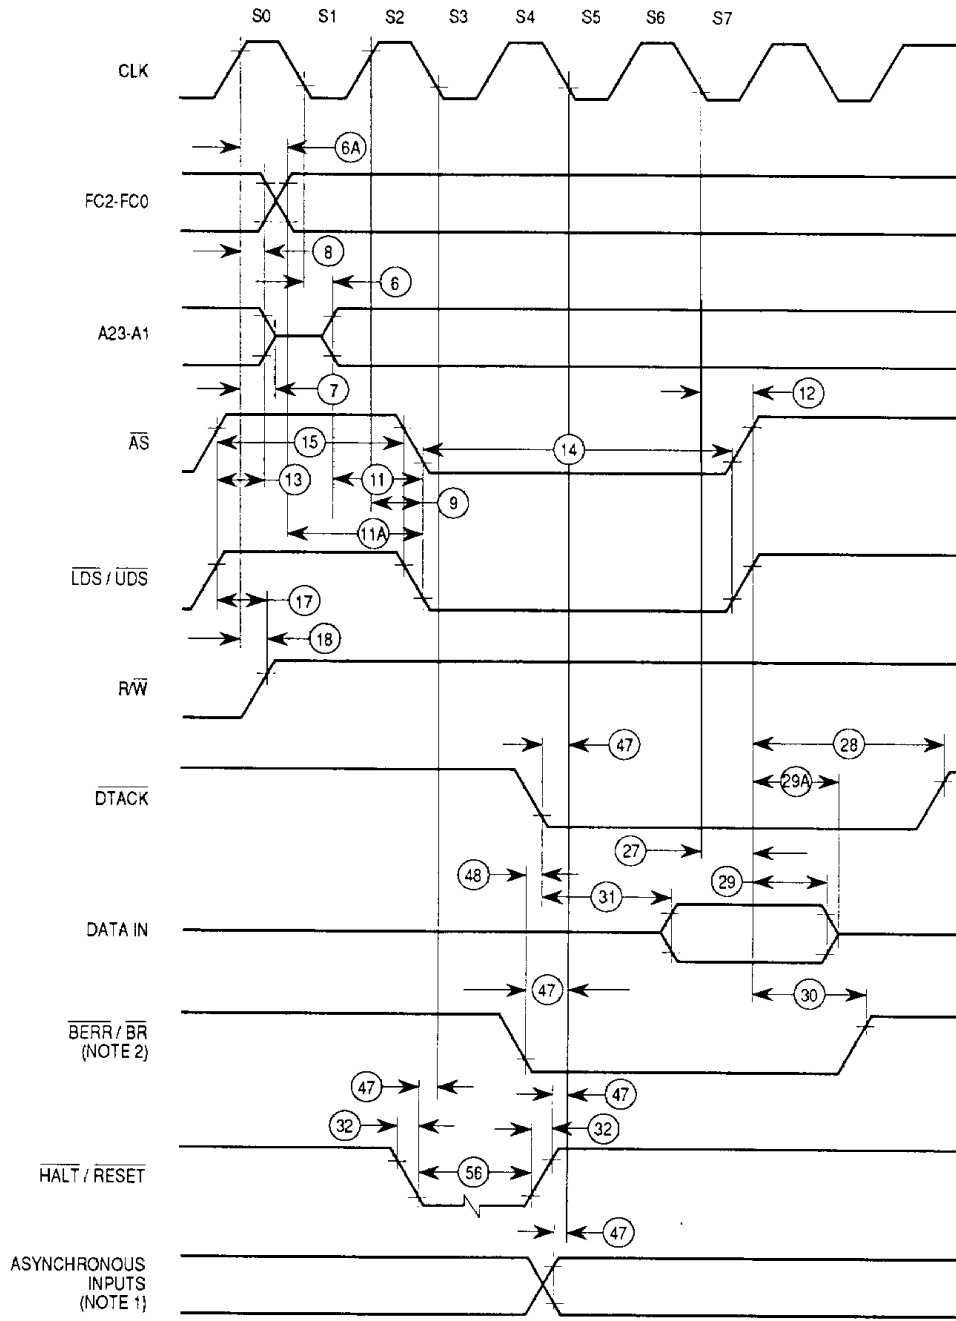 S0 S1 S2 S3 S4 S5 S6 S7
CLK
6A
FC2-FC0
8
6
A23-A1
7
12
AS
15
14
13
11
9
11A
LDS / UDS
17
18
R/W
47
28
DTACK
29A
27
48
29
31
DATA IN
47
30
BERR / BR
(NOTE 2)
47
47
32
32
HALT / RESET
56
47
ASYNCHRONOUS
INPUTS
(NOTE 1)